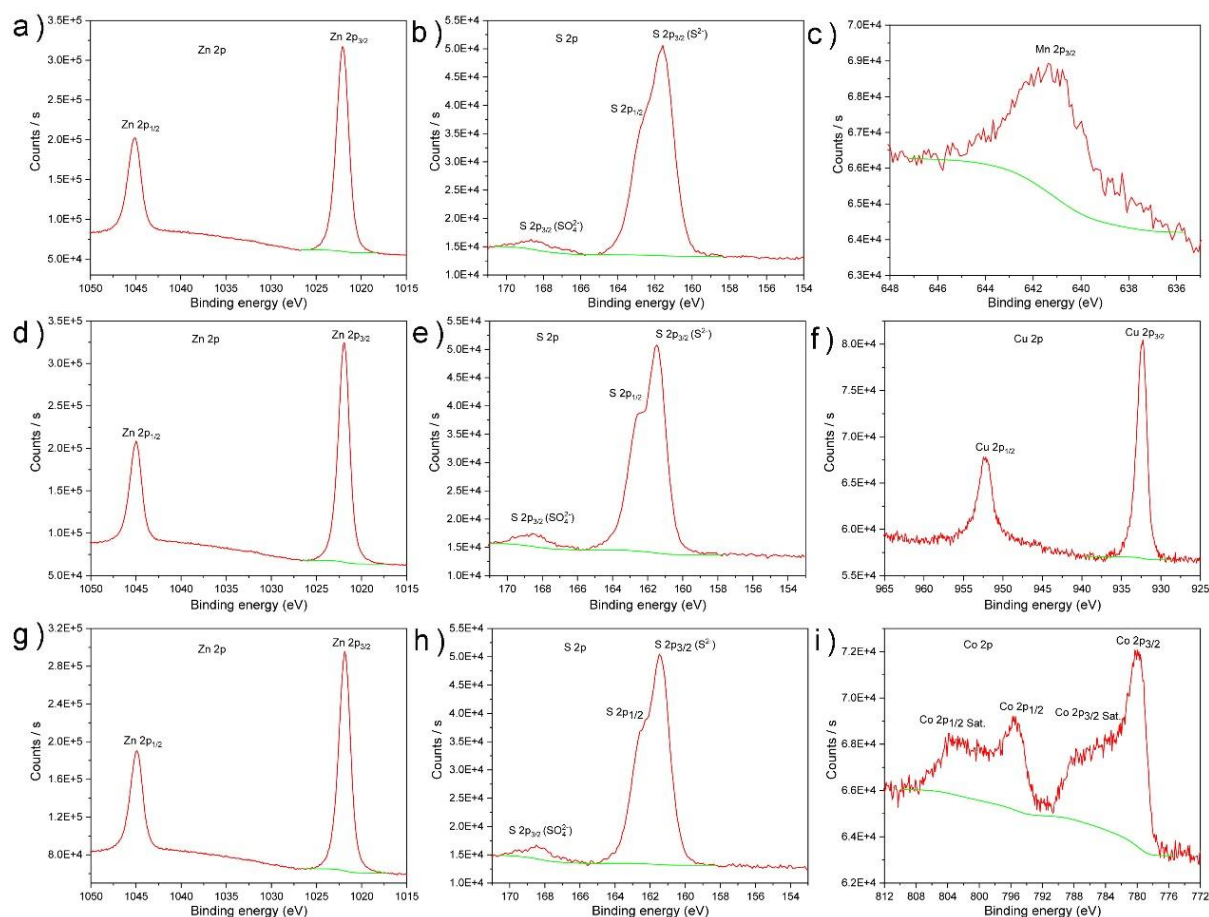 a) Zn 2p
Zn 2p3/2
Zn 2p1/2
3.5E+5
3.0E+5
2.5E+5
2.0E+5
1.5E+5
1.0E+5
5.0E+4
Counts / s
1050 1045 1040 1035 1030 1025 1020 1015
Binding energy (eV)
b) S 2p
S 2p3/2 (S2-)
S 2p1/2
S 2p3/2 (SO4 2-)
5.5E+4
5.0E+4
4.5E+4
4.0E+4
3.5E+4
3.0E+4
2.5E+4
2.0E+4
1.5E+4
1.0E+4
Counts / s
170 168 166 164 162 160 158 156 154
Binding energy (eV)
c) Mn 2p3/2
7.0E+4
6.9E+4
6.8E+4
6.7E+4
6.6E+4
6.5E+4
6.4E+4
6.3E+4
Counts / s
648 646 644 642 640 638 636
Binding energy (eV)
d) Zn 2p
Zn 2p3/2
Zn 2p1/2
3.5E+5
3.0E+5
2.5E+5
2.0E+5
1.5E+5
1.0E+5
5.0E+4
Counts / s
1050 1045 1040 1035 1030 1025 1020 1015
Binding energy (eV)
e) S 2p
S 2p3/2 (S2-)
S 2p1/2
S 2p3/2 (SO4 2-)
5.5E+4
5.0E+4
4.5E+4
4.0E+4
3.5E+4
3.0E+4
2.5E+4
2.0E+4
1.5E+4
1.0E+4
Counts / s
170 168 166 164 162 160 158 156 154
Binding energy (eV)
f) Cu 2p
Cu 2p3/2
Cu 2p1/2
8.0E+4
7.5E+4
7.0E+4
6.5E+4
6.0E+4
5.5E+4
Counts / s
965 960 955 950 945 940 935 930 925
Binding energy (eV)
g) Zn 2p
Zn 2p3/2
Zn 2p1/2
3.2E+5
2.8E+5
2.4E+5
2.0E+5
1.6E+5
1.2E+5
8.0E+4
Counts / s
1050 1045 1040 1035 1030 1025 1020 1015
Binding energy (eV)
h) S 2p
S 2p3/2 (S2-)
S 2p1/2
S 2p3/2 (SO4 2-)
5.5E+4
5.0E+4
4.5E+4
4.0E+4
3.5E+4
3.0E+4
2.5E+4
2.0E+4
1.5E+4
1.0E+4
Counts / s
170 168 166 164 162 160 158 156 154
Binding energy (eV)
i) Co 2p
Co 2p3/2
Co 2p1/2 Sat.
Co 2p1/2
Co 2p3/2 Sat.
7.2E+4
7.0E+4
6.8E+4
6.6E+4
6.4E+4
6.2E+4
Counts / s
812 808 804 800 796 792 788 784 780 776 772
Binding energy (eV)